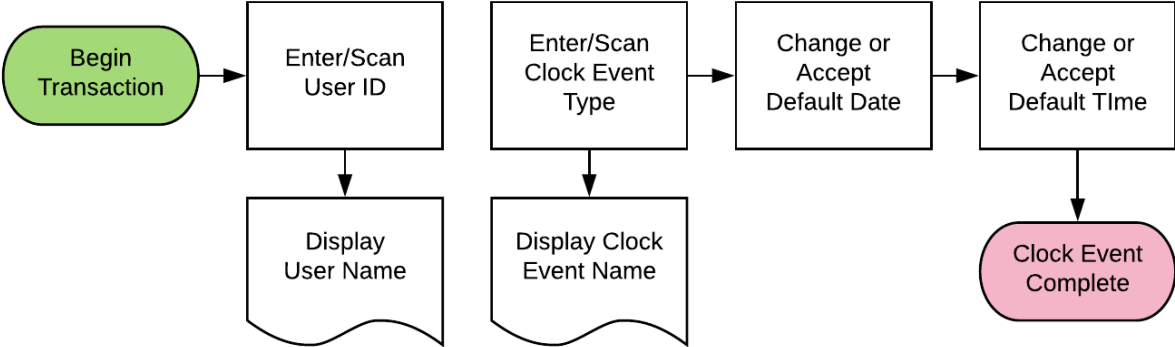 Begin
Transaction
Enter/Scan
User ID
Enter/Scan
Clock Event
Type
Change or
Accept
Default Date
Change or
Accept
Default TIme
Display
User Name
Display Clock
Event Name
Clock Event
Complete